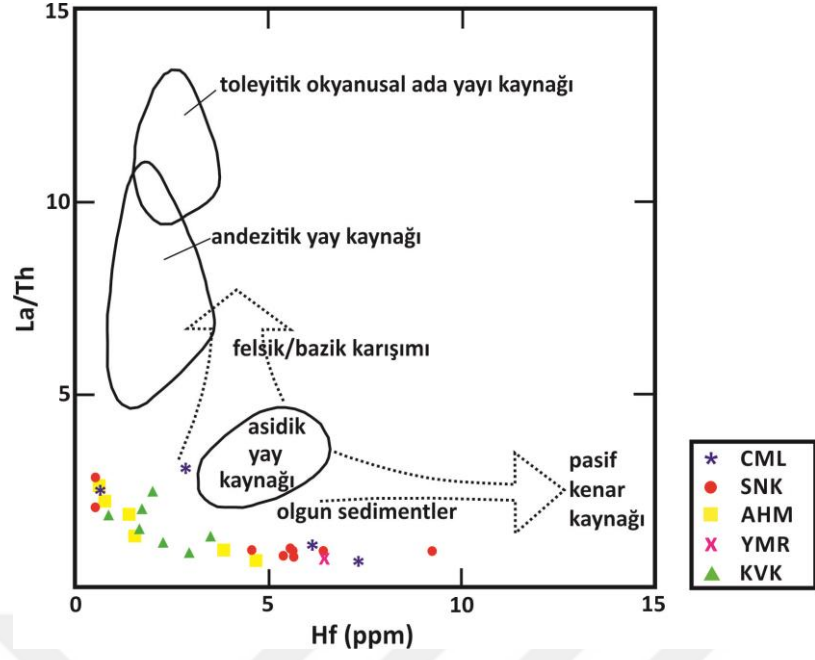 15
toleyitik okyanusal ada yayı kaynağı
10
andezitik yay kaynağı
La/Th
felsik/bazik karışımı
5
asidik
yay
kaynağı
pasif
kenar
kaynağı
olgun sedimentler
0
5
10
15
Hf (ppm)
CML
SNK
AHM
YMR
KVK